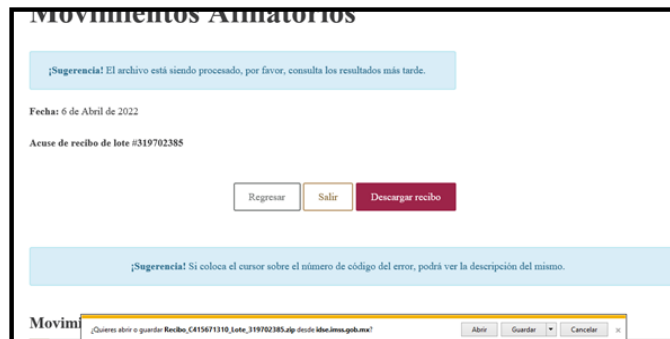 Movimientos Afiliatorios
¡Sugerencia! El archivo está siendo procesado, por favor, consulta los resultados más tarde.
Fecha: 6 de Abril de 2022
Acuse de recibo de lote #319702385
Regresar Salir Descargar recibo
¡Sugerencia! Si coloca el cursor sobre el número de código del error, podrá ver la descripción del mismo.
Movimi
¿Quieres abrir o guardar Recibo_C415671310_Lote_319702385.zip desde idse.imss.gob.mx? Abrir Guardar Cancelar ×